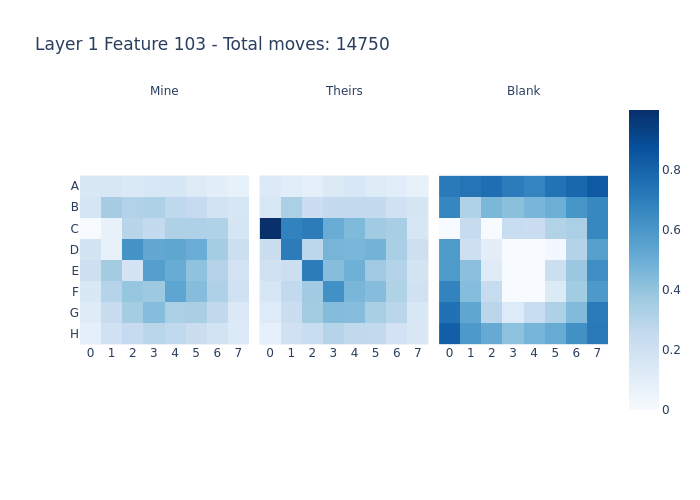 Layer 1 Feature 103 - Total moves: 14750
Mine Theirs Blank
A
B
C
D
E
F
G
H
0 1 2 3 4 5 6 7 0 1 2 3 4 5 6 7 0 1 2 3 4 5 6 7
0.8
0.6
0.4
0.2
0